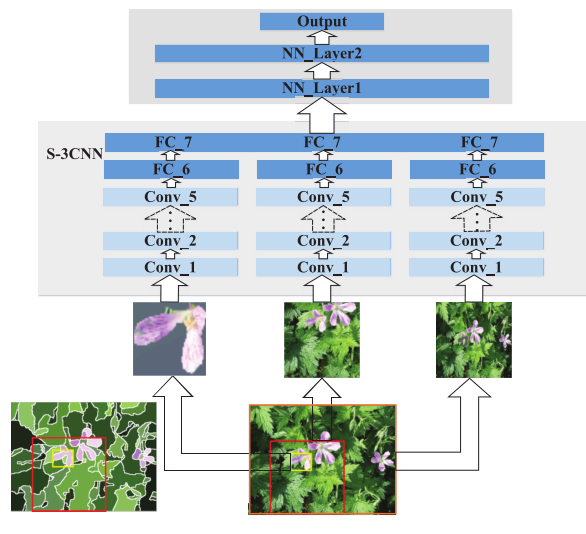 Output
NN_Layer2
NN_Layer1
S-3CNN
FC_7 FC_7 FC_7
FC_6 FC_6 FC_6
Conv_5 Conv_5 Conv_5
Conv_2 Conv_2 Conv_2
Conv_1 Conv_1 Conv_1